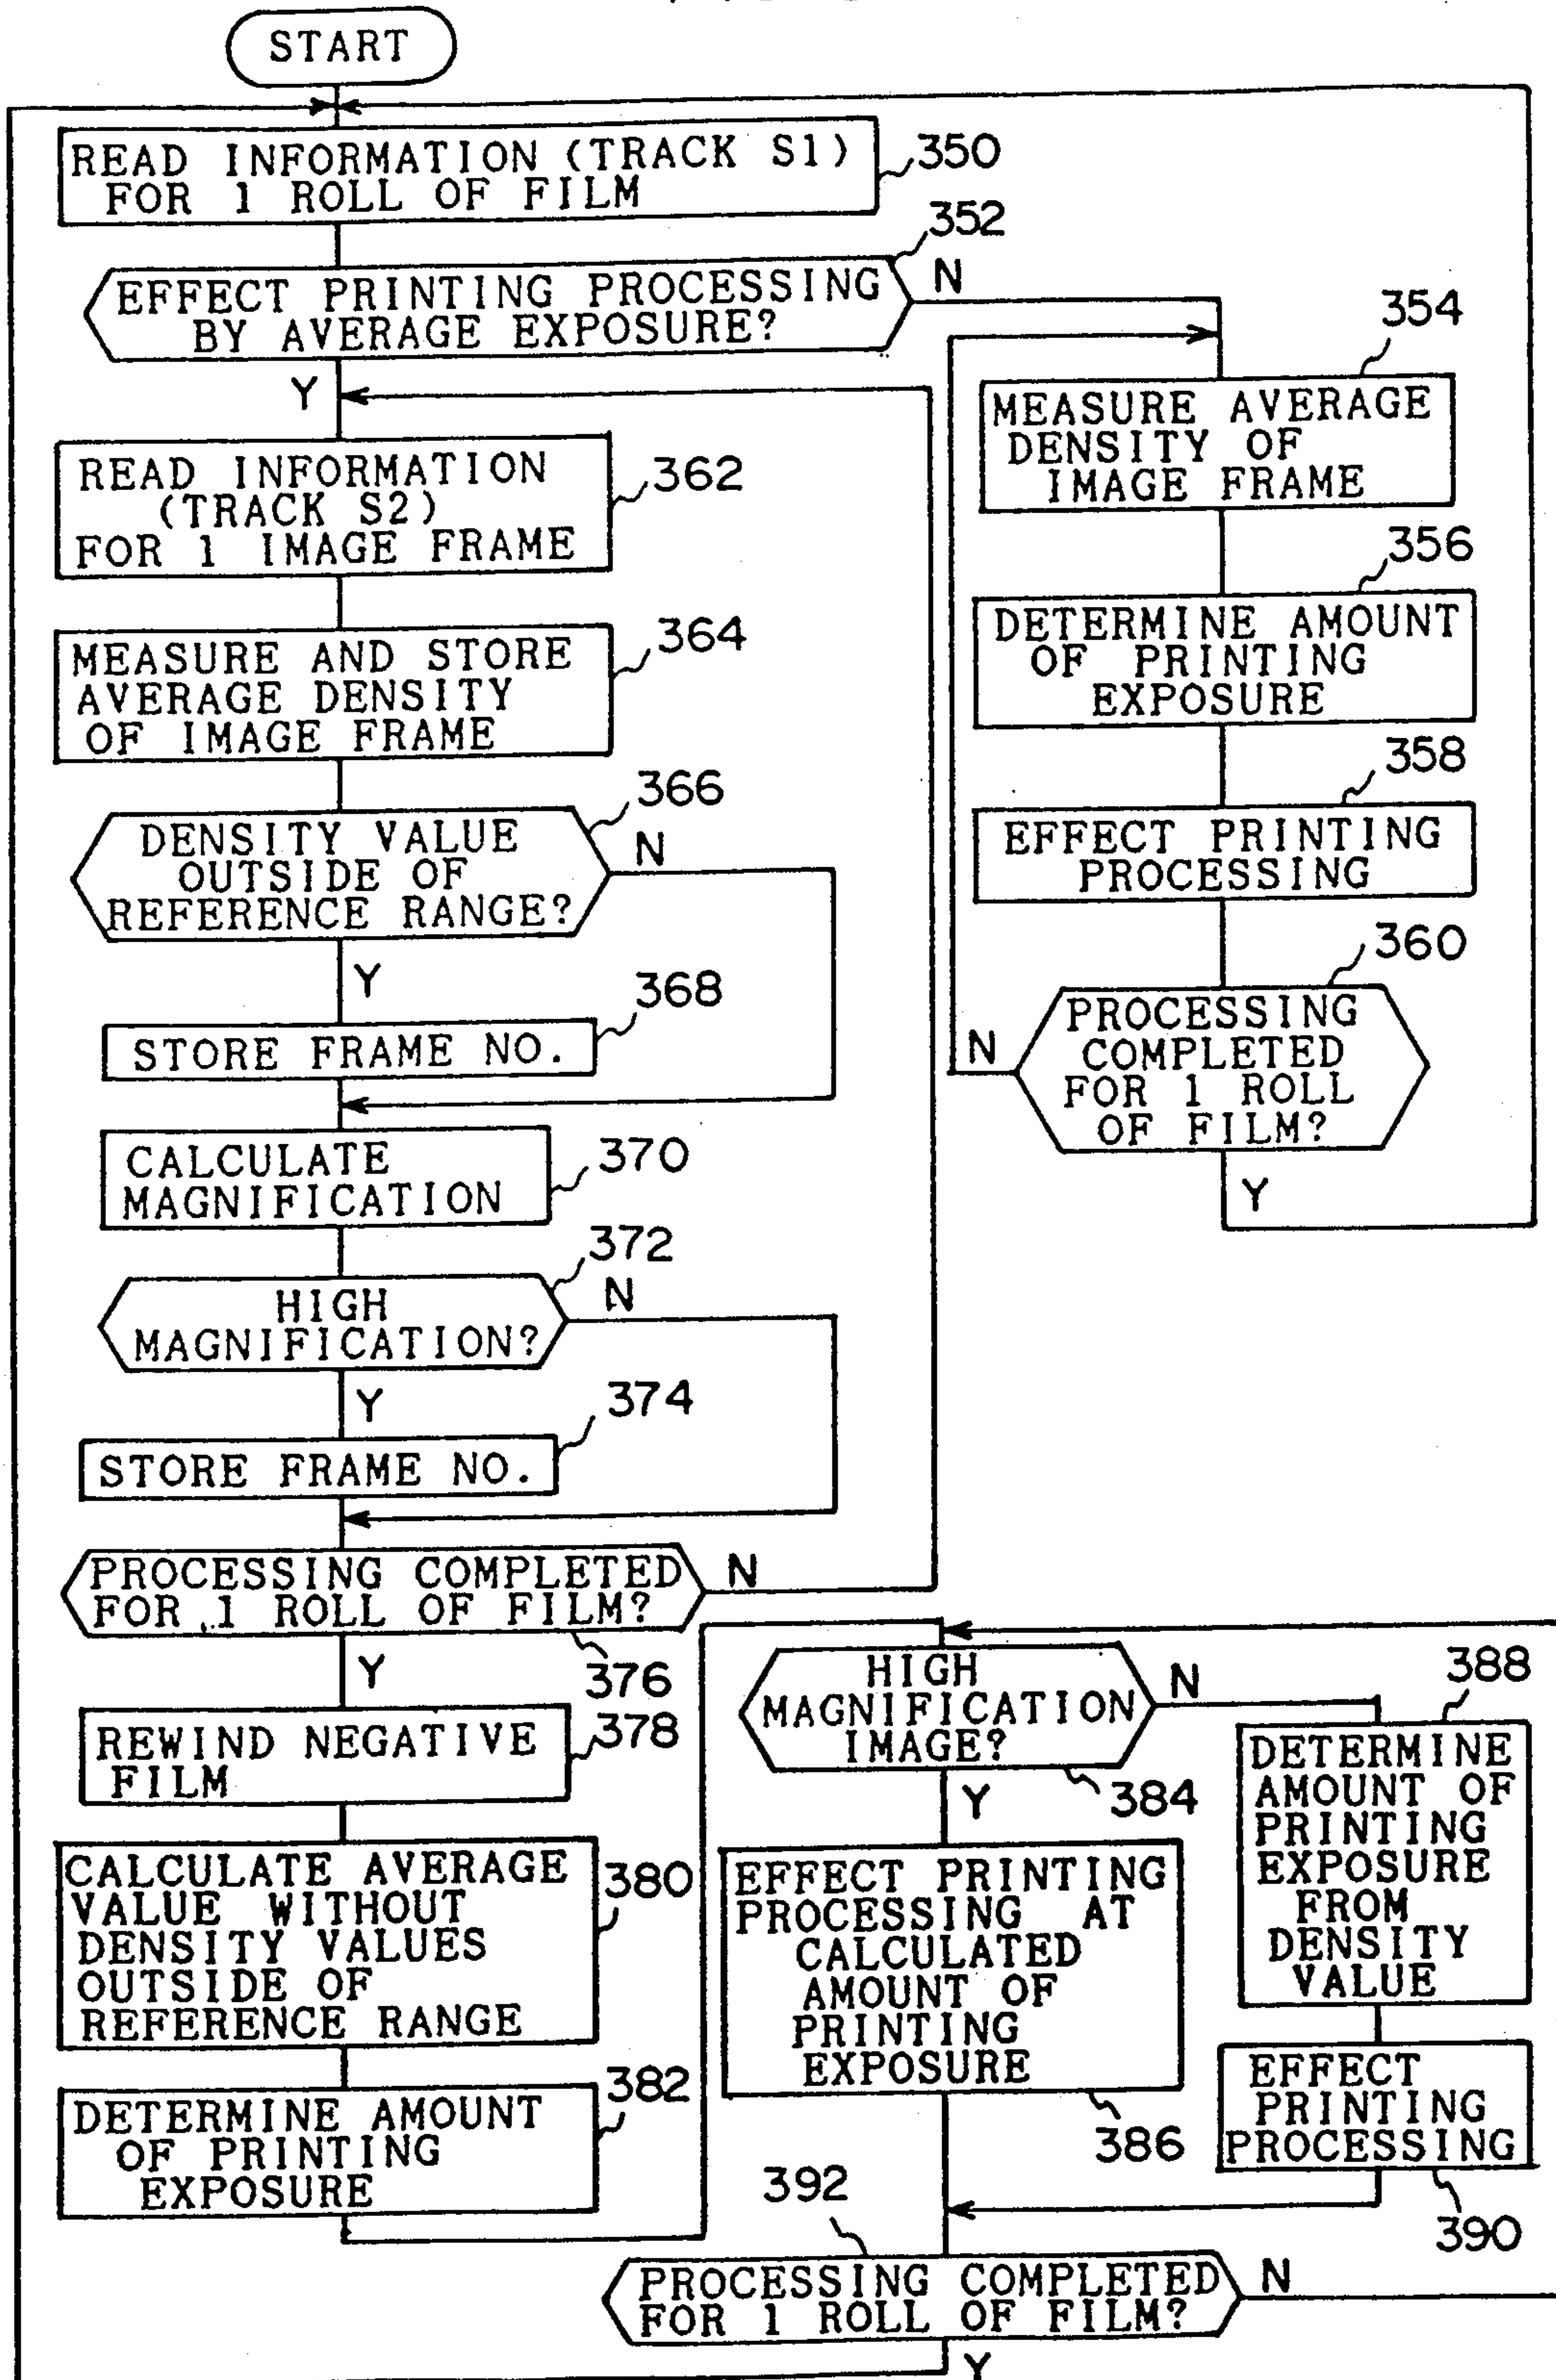 START
READ INFORMATION (TRACK S1)
FOR 1 ROLL OF FILM
350
352
EFFECT PRINTING PROCESSING
BY AVERAGE EXPOSURE?
N
Y
354
MEASURE AVERAGE
DENSITY OF
IMAGE FRAME
356
DETERMINE AMOUNT
OF PRINTING
EXPOSURE
358
EFFECT PRINTING
PROCESSING
360
PROCESSING
COMPLETED
FOR 1 ROLL
OF FILM?
N
Y
READ INFORMATION
(TRACK S2)
FOR 1 IMAGE FRAME
362
MEASURE AND STORE
AVERAGE DENSITY
OF IMAGE FRAME
364
366
DENSITY VALUE
OUTSIDE OF
REFERENCE RANGE?
N
Y
368
STORE FRAME NO.
CALCULATE
MAGNIFICATION
370
372
HIGH
MAGNIFICATION?
N
Y
374
STORE FRAME NO.
PROCESSING COMPLETED
FOR 1 ROLL OF FILM?
N
376
Y
REWIND NEGATIVE
FILM
378
CALCULATE AVERAGE
VALUE WITHOUT
DENSITY VALUES
OUTSIDE OF
REFERENCE RANGE
380
382
DETERMINE AMOUNT
OF PRINTING
EXPOSURE
HIGH
MAGNIFICATION
IMAGE?
N
384
Y
EFFECT PRINTING
PROCESSING AT
CALCULATED
AMOUNT OF
PRINTING
EXPOSURE
386
388
DETERMINE
AMOUNT OF
PRINTING
EXPOSURE
FROM
DENSITY
VALUE
EFFECT
PRINTING
PROCESSING
390
392
PROCESSING COMPLETED
FOR 1 ROLL OF FILM?
N
Y